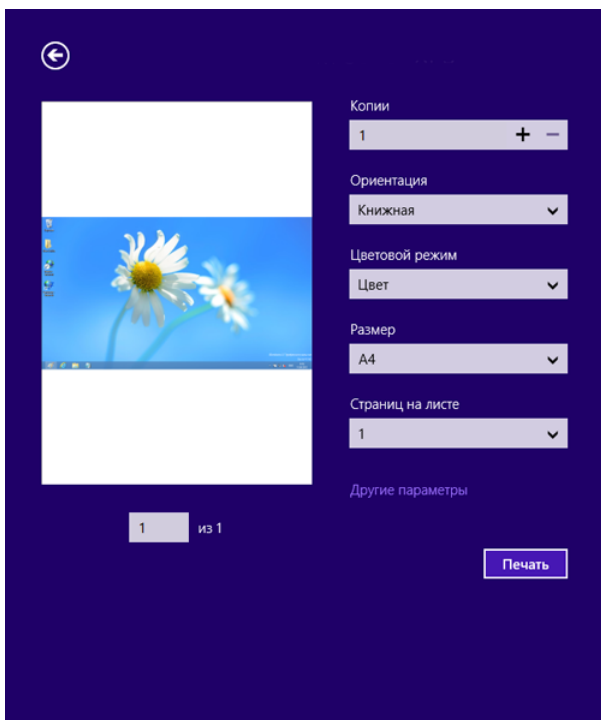 Копии
1
Ориентация
Книжная
Цветовой режим
Цвет
Размер
A4
Страниц на листе
1
Другие параметры
1 из 1
Печать